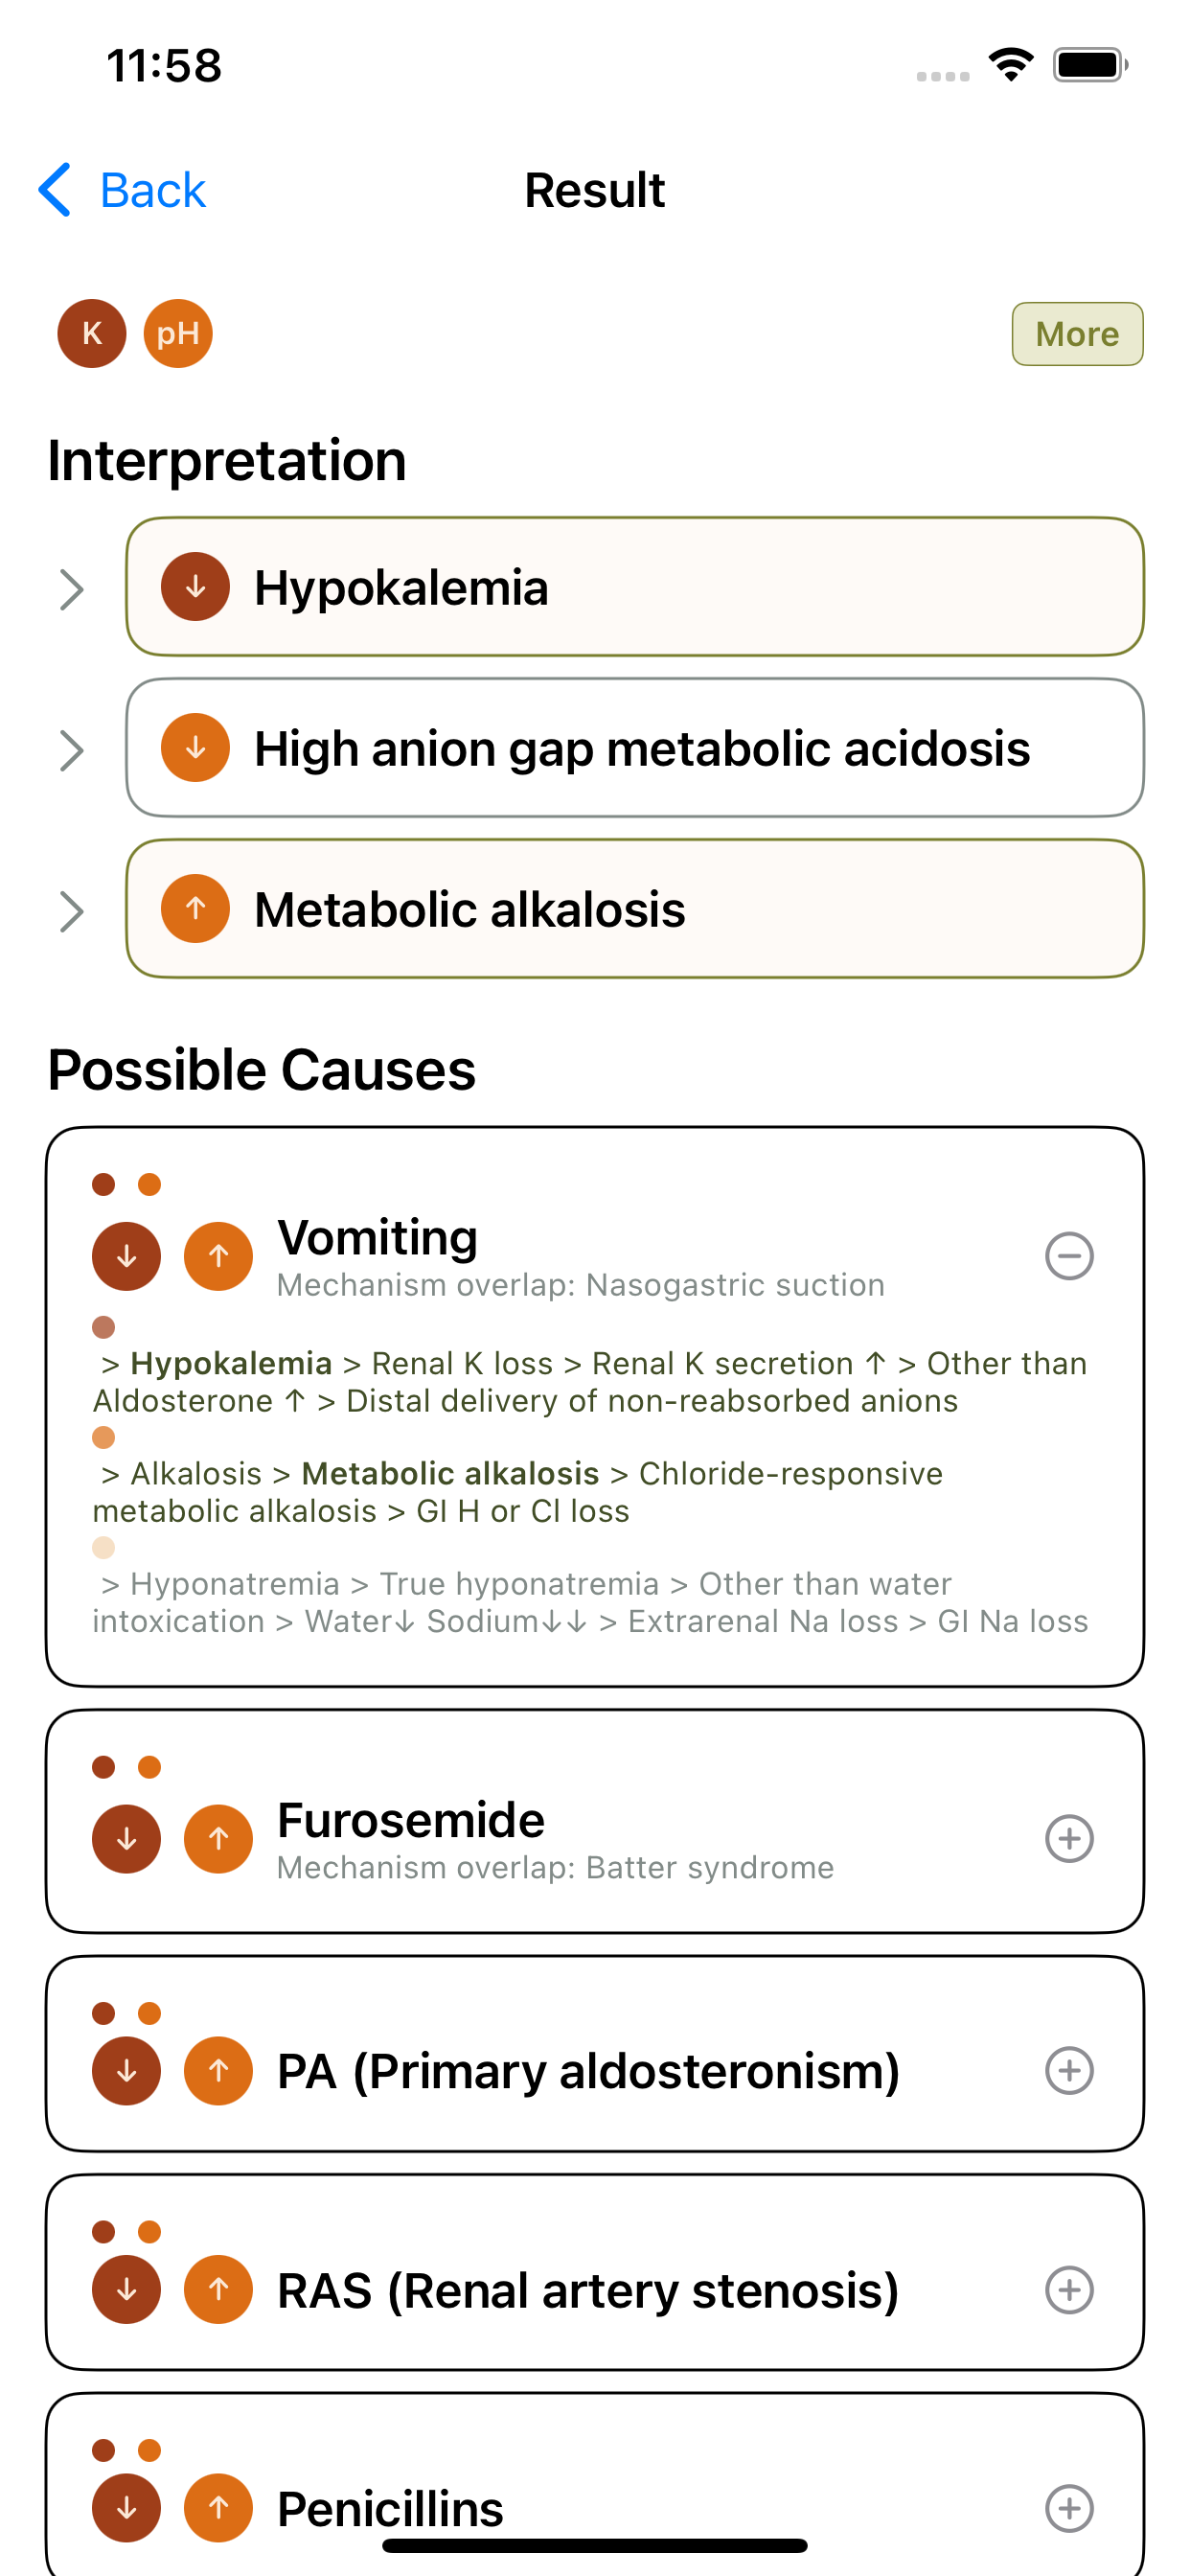 11:58
Back
Result
K
pH
More
Interpretation
↓ Hypokalemia
↓ High anion gap metabolic acidosis
↑ Metabolic alkalosis
Possible Causes
↓ ↑ Vomiting
Mechanism overlap: Nasogastric suction
> Hypokalemia > Renal K loss > Renal K secretion ↑ > Other than
Aldosterone ↑ > Distal delivery of non-reabsorbed anions
> Alkalosis > Metabolic alkalosis > Chloride-responsive
metabolic alkalosis > GI H or Cl loss
> Hyponatremia > True hyponatremia > Other than water
intoxication > Water↓ Sodium↓↓ > Extrarenal Na loss > GI Na loss
↓ ↑ Furosemide
Mechanism overlap: Batter syndrome
↓ ↑ PA (Primary aldosteronism)
↓ ↑ RAS (Renal artery stenosis)
↓ ↑ Penicillins